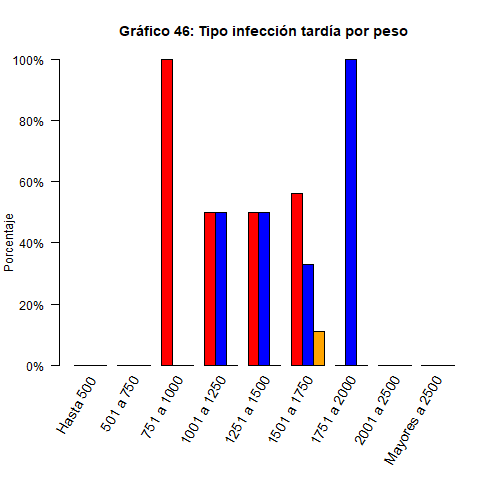 Gráfico 46: Tipo infección tardía por peso
Porcentaje
100%
80%
60%
40%
20%
0%
Hasta 500
501 a 750
751 a 1000
1001 a 1250
1251 a 1500
1501 a 1750
1751 a 2000
2001 a 2500
Mayores a 2500